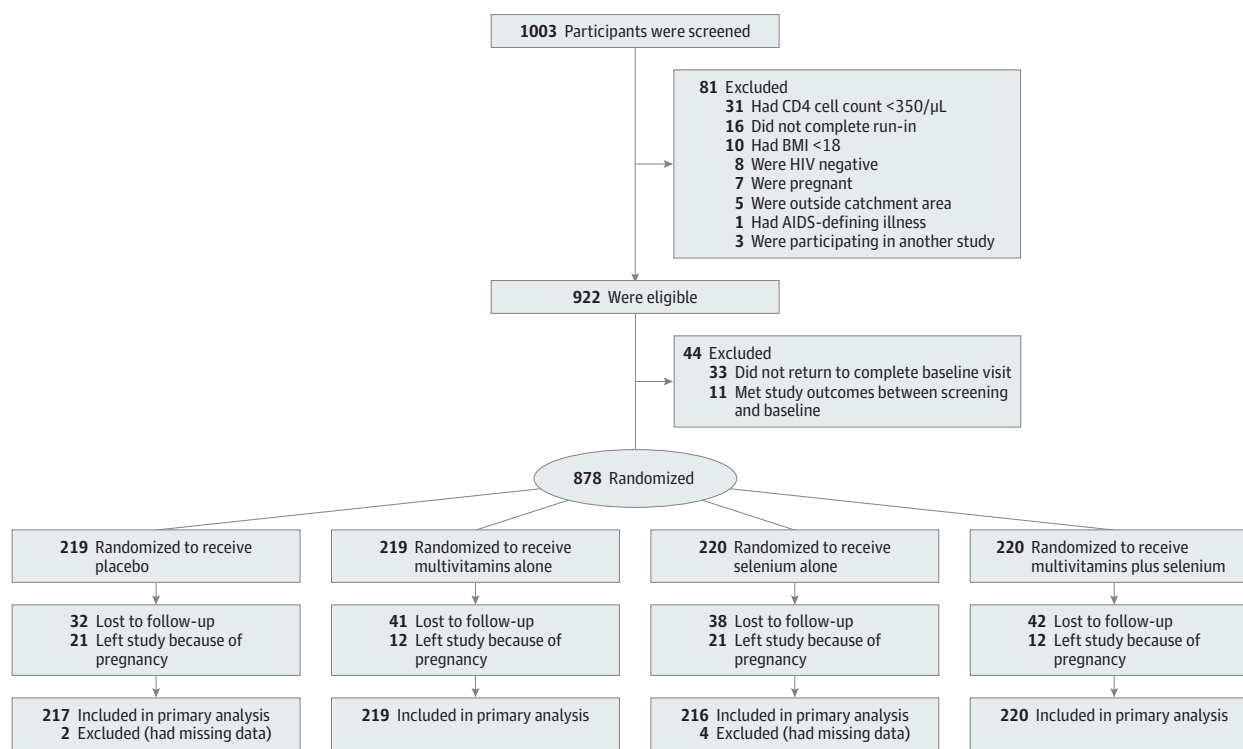 1003 Participants were screened
81 Excluded
31 Had CD4 cell count <350/μL
16 Did not complete run-in
10 Had BMI <18
8 Were HIV negative
7 Were pregnant
5 Were outside catchment area
1 Had AIDS-defining illness
3 Were participating in another study
922 Were eligible
44 Excluded
33 Did not return to complete baseline visit
11 Met study outcomes between screening
and baseline
878 Randomized
219 Randomized to receive
placebo
32 Lost to follow-up
21 Left study because of
pregnancy
217 Included in primary analysis
2 Excluded (had missing data)
219 Randomized to receive
multivitamins alone
41 Lost to follow-up
12 Left study because of
pregnancy
219 Included in primary analysis
220 Randomized to receive
selenium alone
38 Lost to follow-up
21 Left study because of
pregnancy
216 Included in primary analysis
4 Excluded (had missing data)
220 Randomized to receive
multivitamins plus selenium
42 Lost to follow-up
12 Left study because of
pregnancy
220 Included in primary analysis